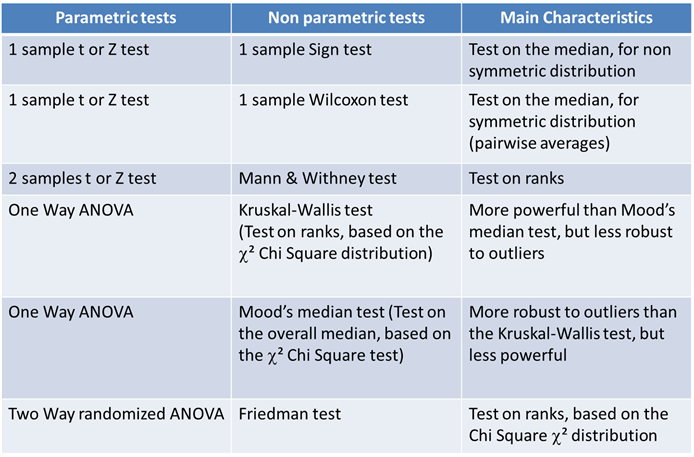 Parametric tests Non parametric tests Main Characteristics
1 sample t or Z test 1 sample Sign test Test on the median, for non
symmetric distribution
1 sample t or Z test 1 sample Wilcoxon test Test on the median, for
symmetric distribution
(pairwise averages)
2 samples t or Z test Mann & Withney test Test on ranks
One Way ANOVA Kruskal-Wallis test More powerful than Mood’s
(Test on ranks, based on the median test, but less robust
χ² Chi Square distribution) to outliers
One Way ANOVA Mood’s median test (Test on More robust to outliers than
the overall median, based on the Kruskal-Wallis test, but
the χ² Chi Square test) less powerful
Two Way randomized ANOVA Friedman test Test on ranks, based on the
Chi Square χ² distribution